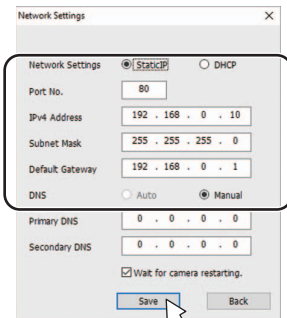 Network Settings
Network Settings StaticIP DHCP
Port No. 80
IPv4 Address 192 . 168 . 0 . 10
Subnet Mask 255 . 255 . 255 . 0
Default Gateway 192 . 168 . 0 . 1
DNS Auto Manual
Primary DNS 0 . 0 . 0 . 0
Secondary DNS 0 . 0 . 0 . 0
Wait for camera restarting.
Save Back